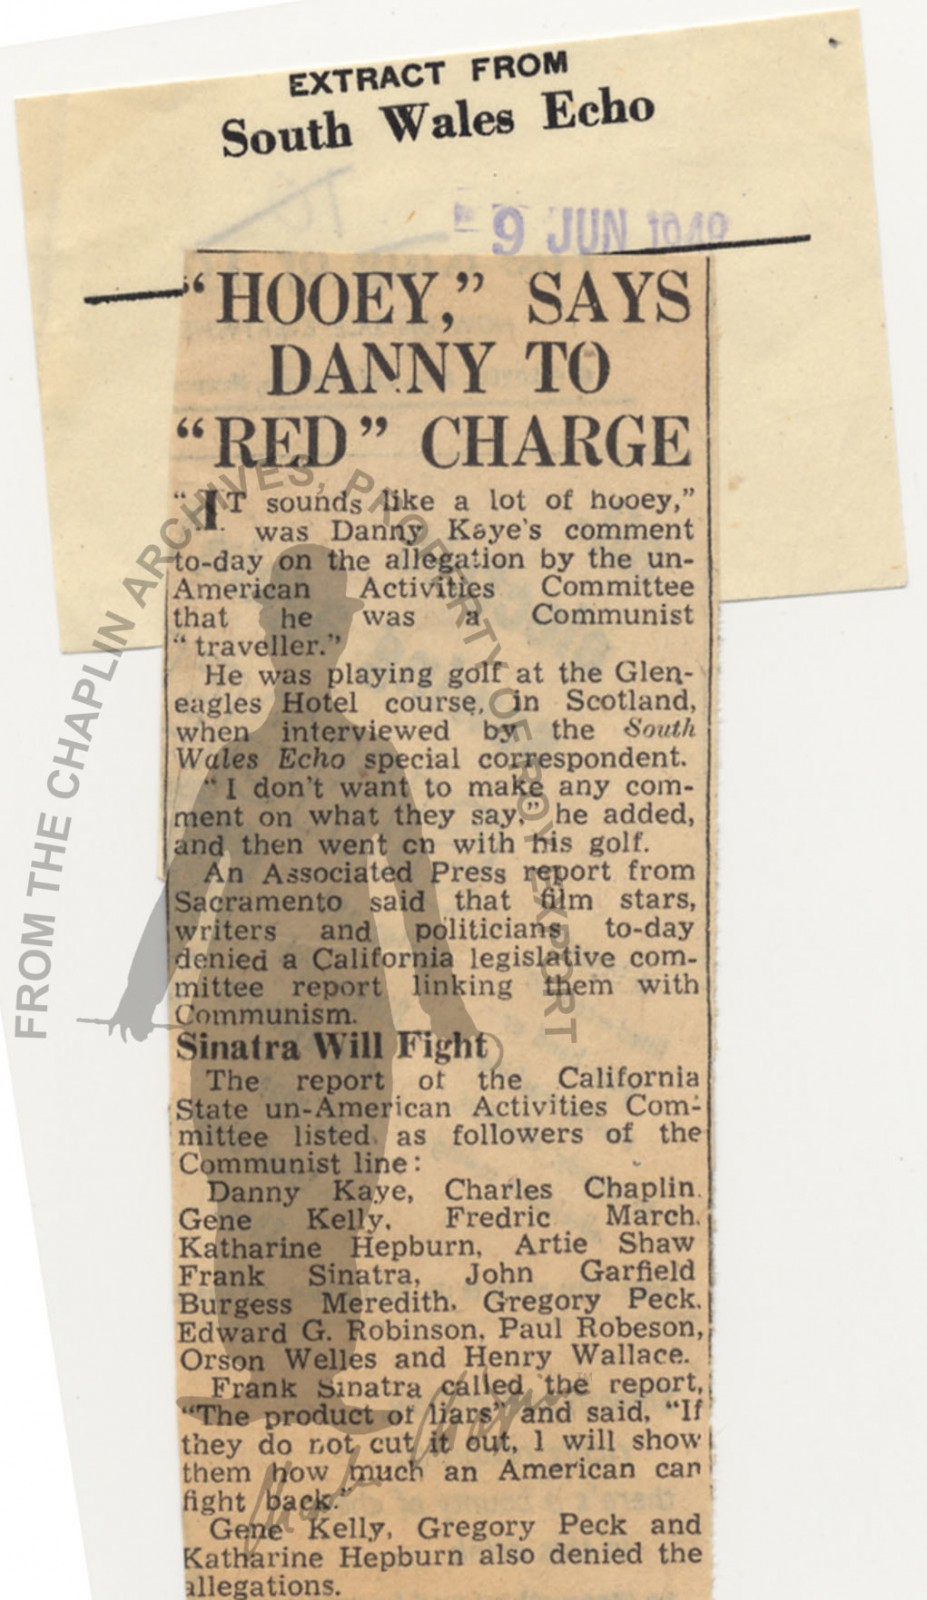 EXTRACT FROM
South Wales Echo
9 JUN 1949
“HOOEY,” SAYS
DANNY TO
“RED” CHARGE
“IT sounds like a lot of hooey,”
was Danny Kaye's comment
to-day on the allegation by the un-
American Activities Committee
that he was a Communist
“traveller.”
He was playing golf at the Glen-
eagles Hotel course, in Scotland,
when interviewed by the South
Wales Echo special correspondent.
“I don't want to make any com-
ment on what they say,” he added,
and then went on with his golf.
An Associated Press report from
Sacramento said that film stars,
writers and politicians to-day
denied a California legislative com-
mittee report linking them with
Communism.
Sinatra Will Fight
The report of the California
State un-American Activities Com-
mittee listed as followers of the
Communist line:
Danny Kaye, Charles Chaplin.
Gene Kelly, Fredric March.
Katharine Hepburn, Artie Shaw
Frank Sinatra, John Garfield
Burgess Meredith, Gregory Peck.
Edward G. Robinson, Paul Robeson,
Orson Welles and Henry Wallace.
Frank Sinatra called the report,
“The product of liars” and said, “If
they do not cut it out, I will show
them how much an American can
fight back.”
Gene Kelly, Gregory Peck and
Katharine Hepburn also denied the
allegations.
FROM THE CHAPLIN ARCHIVES, PROPERTY OF ROY EXPORT